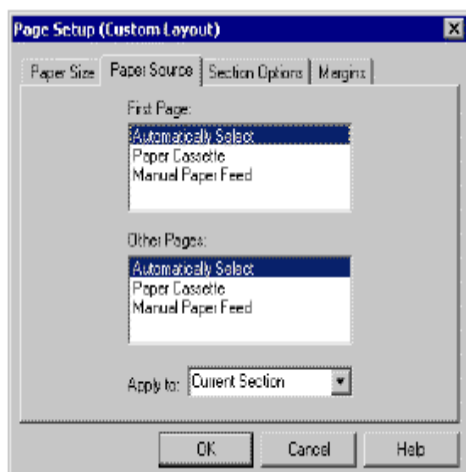 Page Setup (Custom Layout)
Paper Size Paper Source Section Options Margins
First Page:
Automatically Select
Paper Cassette
Manual Paper Feed
Other Pages:
Automatically Select
Paper Cassette
Manual Paper Feed
Apply to: Current Section
OK Cancel Help